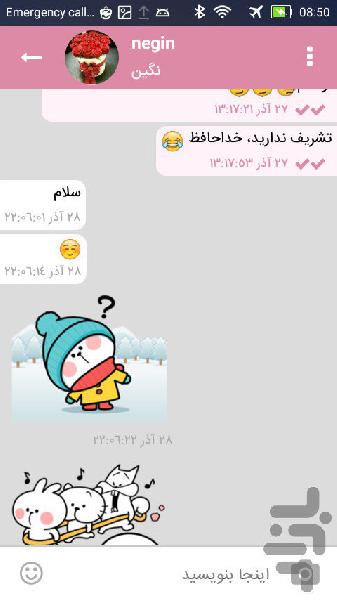 Emergency call... 08:50
negin
نگین
۲۷ آذر ۱۳:۱۷:۲۱
تشریف ندارید، خداحافظ 😂
۲۷ آذر ۱۳:۱۷:۵۳
سلام
۲۸ آذر ۲۲:۰۶:۰۱
۲۸ آذر ۲۲:۰۶:۱۴
?
۲۸ آذر ۲۲:۰۶:۲۲
اینجا بنویسید